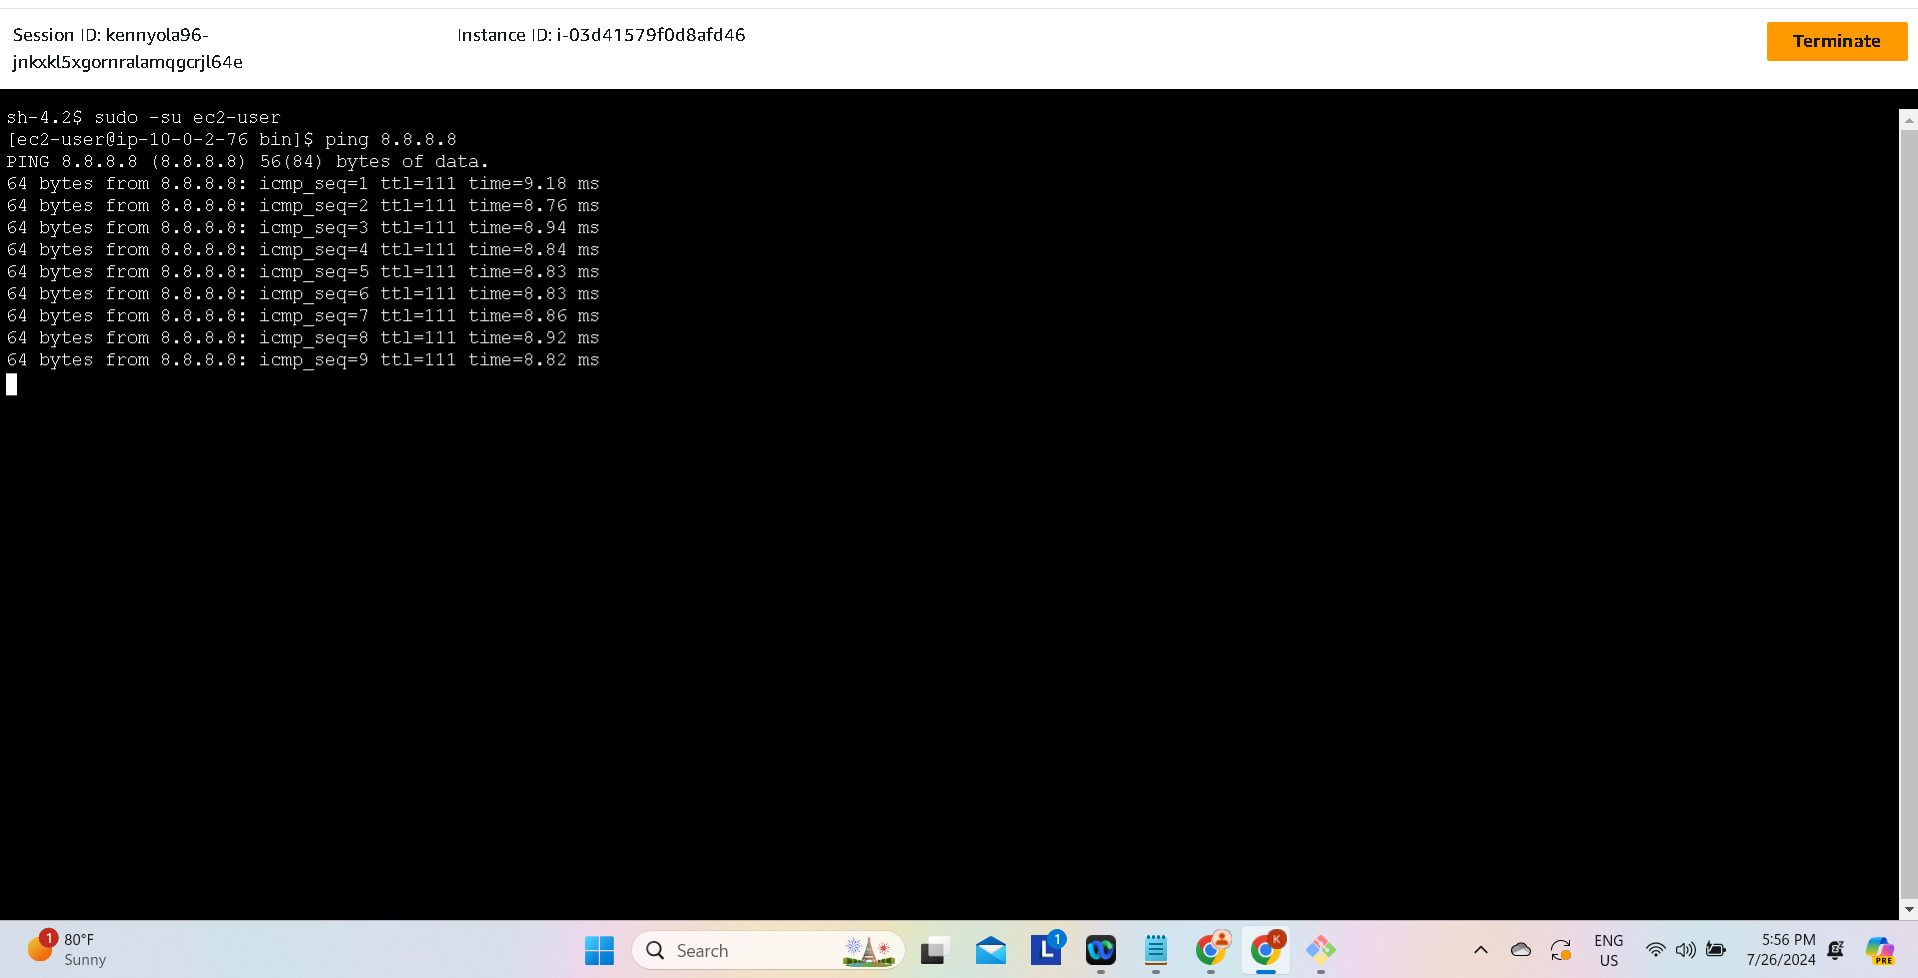 Session ID: kennyola96-
jnkxkl5xgornralamqgcrjl64e
Instance ID: i-03d41579f0d8afd46
Terminate
sh-4.2$ sudo -su ec2-user
[ec2-user@ip-10-0-2-76 bin]$ ping 8.8.8.8
PING 8.8.8.8 (8.8.8.8) 56(84) bytes of data.
64 bytes from 8.8.8.8: icmp_seq=1 ttl=111 time=9.18 ms
64 bytes from 8.8.8.8: icmp_seq=2 ttl=111 time=8.76 ms
64 bytes from 8.8.8.8: icmp_seq=3 ttl=111 time=8.94 ms
64 bytes from 8.8.8.8: icmp_seq=4 ttl=111 time=8.84 ms
64 bytes from 8.8.8.8: icmp_seq=5 ttl=111 time=8.83 ms
64 bytes from 8.8.8.8: icmp_seq=6 ttl=111 time=8.83 ms
64 bytes from 8.8.8.8: icmp_seq=7 ttl=111 time=8.86 ms
64 bytes from 8.8.8.8: icmp_seq=8 ttl=111 time=8.92 ms
64 bytes from 8.8.8.8: icmp_seq=9 ttl=111 time=8.82 ms
1
80°F
Sunny
Search
L
1
K
ENG
US
5:56 PM
7/26/2024
PRE